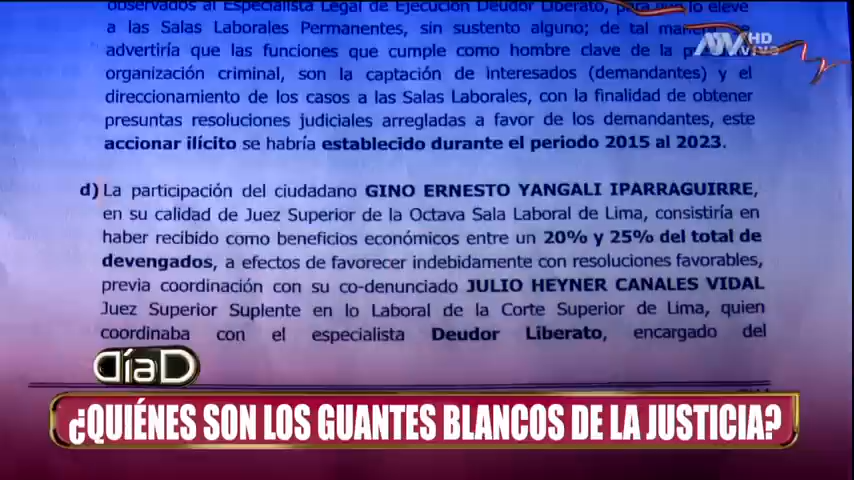 observados al Especialista Legal de Ejecución Deudor Liberato, para que lo eleve
a las Salas Laborales Permanentes, sin sustento alguno; de tal
advertiría que las funciones que cumple como hombre clave de la
organización criminal, son la captación de interesados (demandantes) y el
direccionamiento de los casos a las Salas Laborales, con la finalidad de obtener
presuntas resoluciones judiciales arregladas a favor de los demandantes, este
accionar ilícito se habría establecido durante el periodo 2015 al 2023.
d) La participación del ciudadano GINO ERNESTO YANGALI IPARRAGUIRRE,
en su calidad de Juez Superior de la Octava Sala Laboral de Lima, consistiría en
haber recibido como beneficios económicos entre un 20% y 25% del total de
devengados, a efectos de favorecer indebidamente con resoluciones favorables,
previa coordinación con su co-denunciado JULIO HEYNER CANALES VIDAL
Juez Superior Suplente en lo Laboral de la Corte Superior de Lima, quien
coordinaba con el especialista Deudor Liberato, encargado del
ATV HD
VIVO
DíaD
¿QUIÉNES SON LOS GUANTES BLANCOS DE LA JUSTICIA?